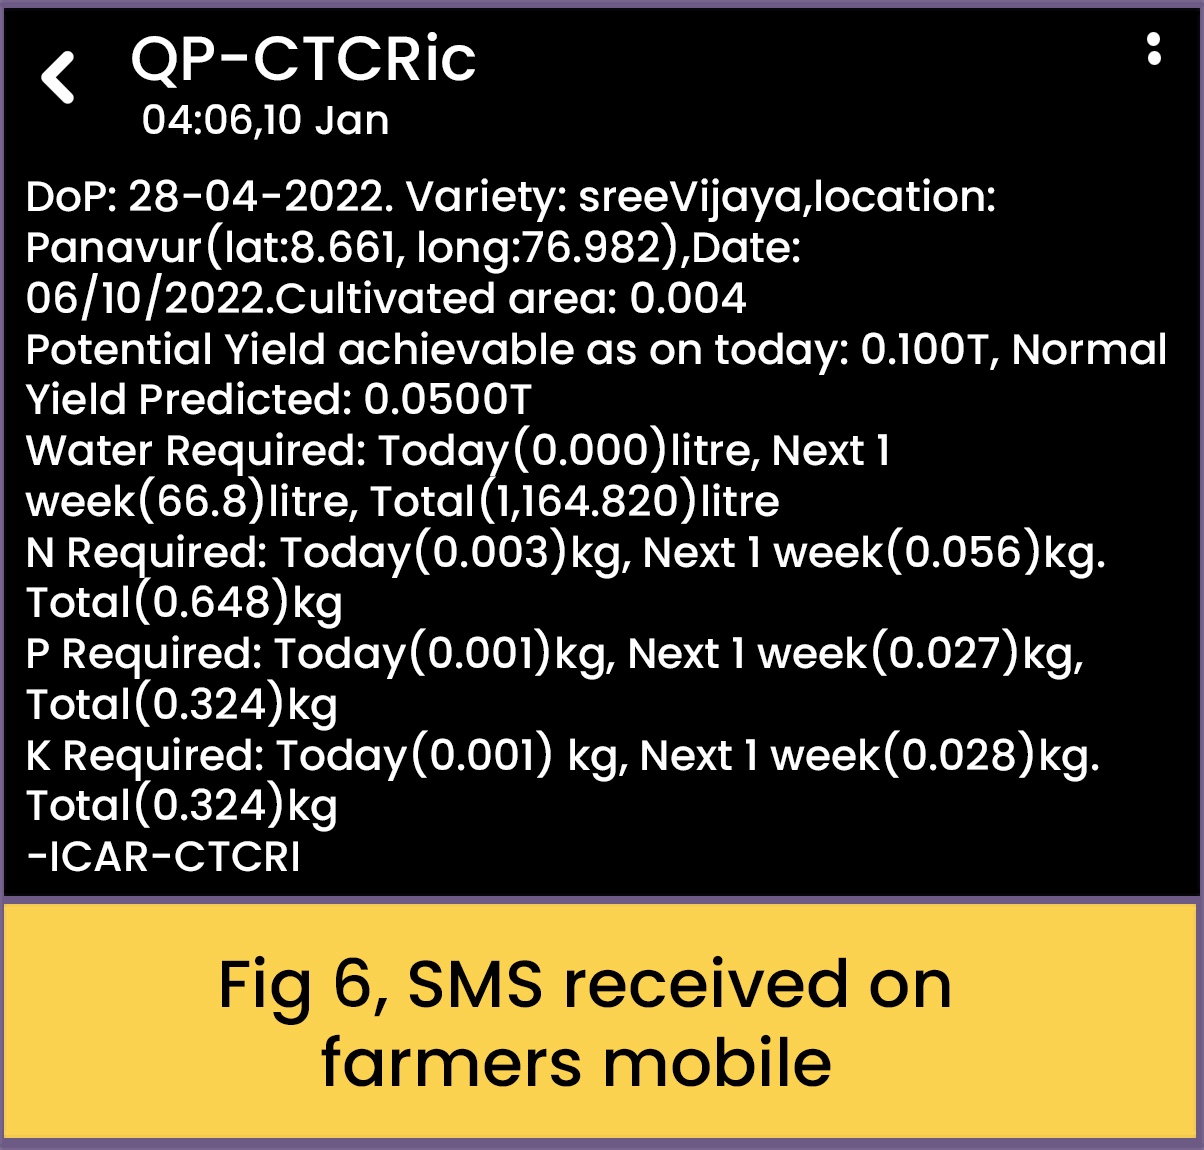 QP-CTCRic
04:06,10 Jan
DoP: 28-04-2022. Variety: sreeVijaya,location:
Panavur(lat:8.661, long:76.982),Date:
06/10/2022.Cultivated area: 0.004
Potential Yield achievable as on today: 0.100T, Normal
Yield Predicted: 0.0500T
Water Required: Today(0.000)litre, Next 1
week(66.8)litre, Total(1,164.820)litre
N Required: Today(0.003)kg, Next 1 week(0.056)kg.
Total(0.648)kg
P Required: Today(0.001)kg, Next 1 week(0.027)kg,
Total(0.324)kg
K Required: Today(0.001) kg, Next 1 week(0.028)kg.
Total(0.324)kg
-ICAR-CTCRI
Fig 6, SMS received on
farmers mobile